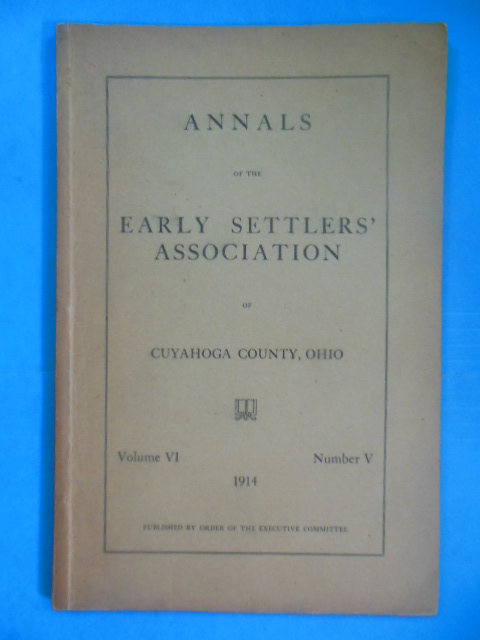 ANNALS
OF THE
EARLY SETTLERS'
ASSOCIATION
OF
CUYAHOGA COUNTY, OHIO
Volume VI Number V
1914
PUBLISHED BY ORDER OF THE EXECUTIVE COMMITTEE